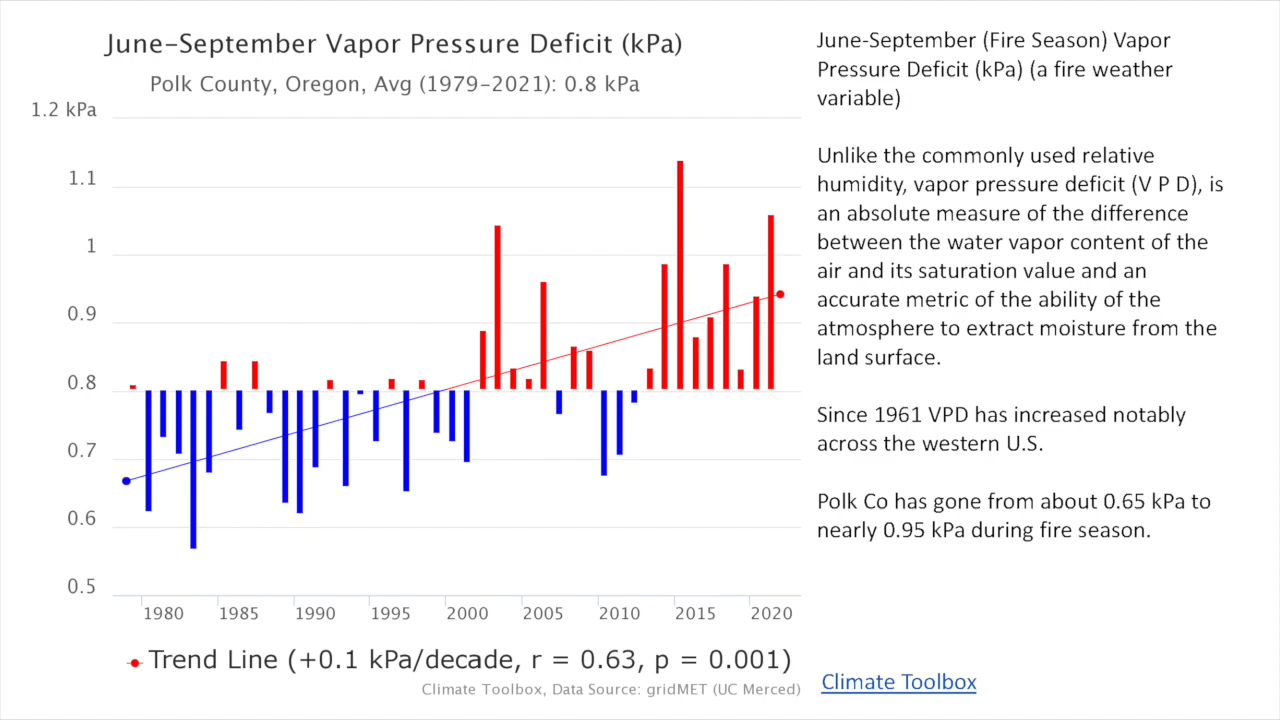 June–September Vapor Pressure Deficit (kPa)
Polk County, Oregon, Avg (1979–2021): 0.8 kPa
1.2 kPa
1.1
1
0.9
0.8
0.7
0.6
0.5
1980 1985 1990 1995 2000 2005 2010 2015 2020
Trend Line (+0.1 kPa/decade, r = 0.63, p = 0.001)
Climate Toolbox, Data Source: gridMET (UC Merced)
June-September (Fire Season) Vapor
Pressure Deficit (kPa) (a fire weather
variable)
Unlike the commonly used relative
humidity, vapor pressure deficit (V P D), is
an absolute measure of the difference
between the water vapor content of the
air and its saturation value and an
accurate metric of the ability of the
atmosphere to extract moisture from the
land surface.
Since 1961 VPD has increased notably
across the western U.S.
Polk Co has gone from about 0.65 kPa to
nearly 0.95 kPa during fire season.
Climate Toolbox